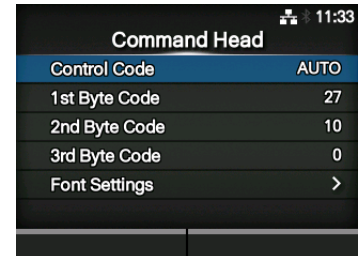 11:33
Command Head
Control Code AUTO
1st Byte Code 27
2nd Byte Code 10
3rd Byte Code 0
Font Settings >